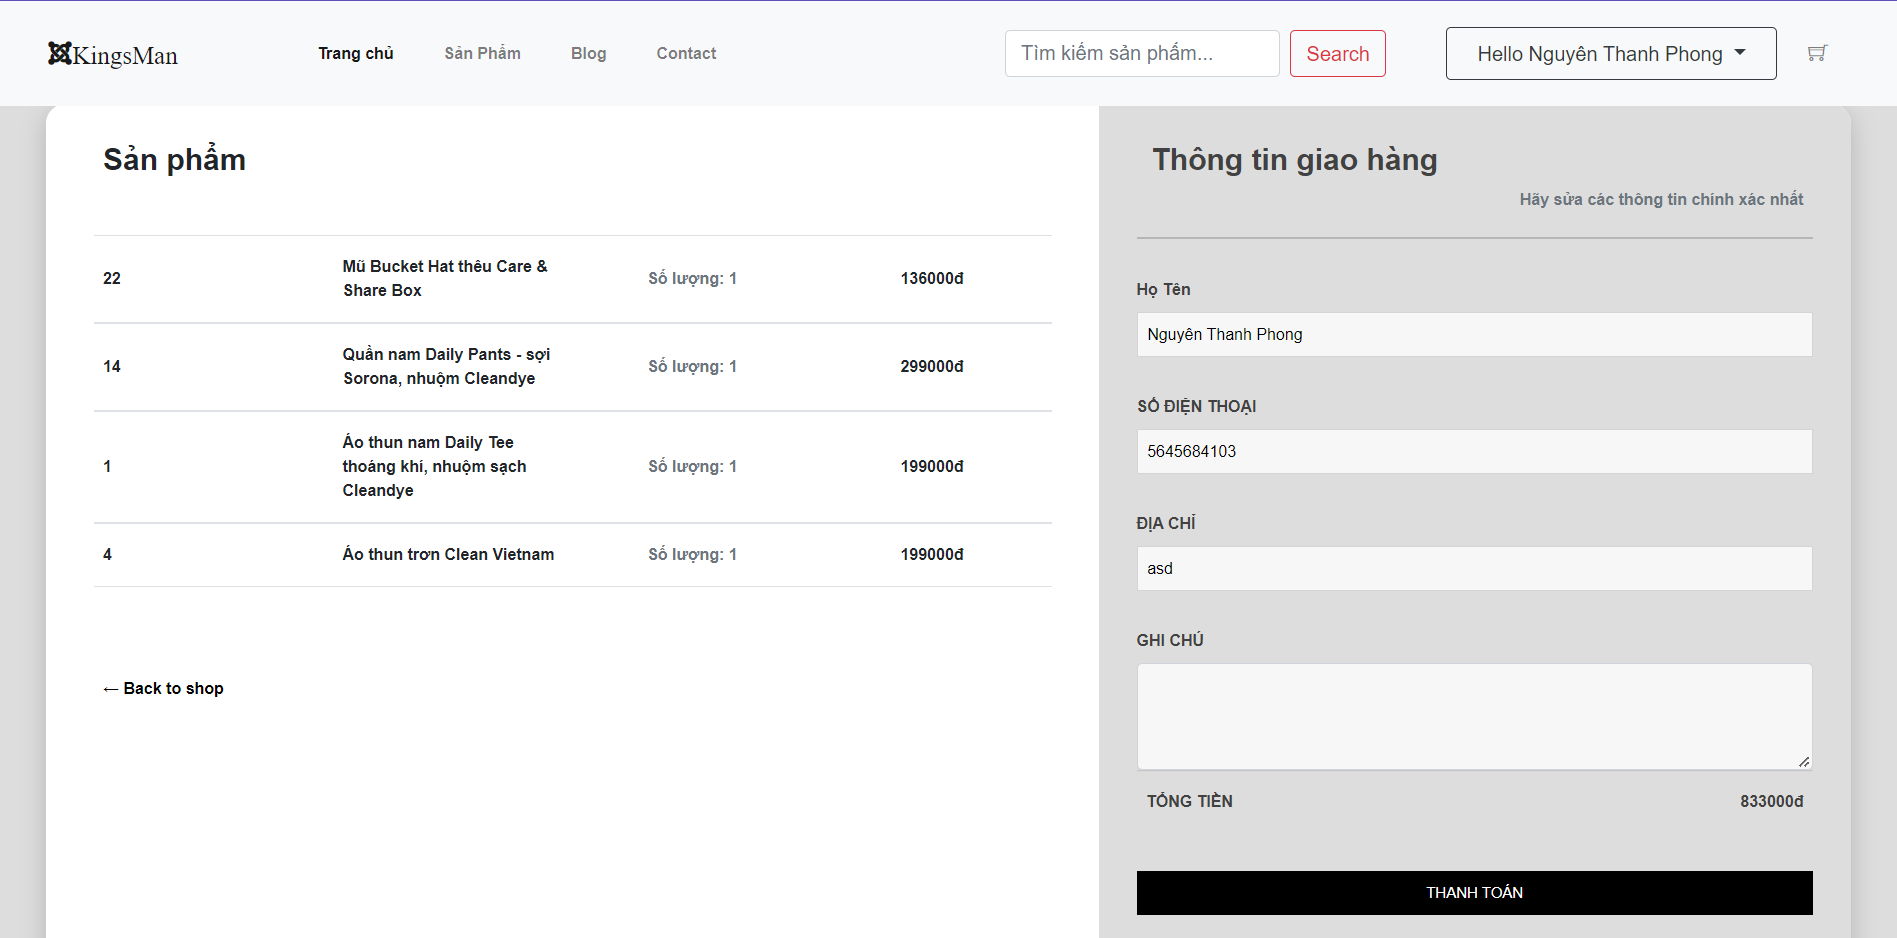 KingsMan
Trang chủ
Sản Phẩm
Blog
Contact
Tìm kiếm sản phẩm...
Search
Hello Nguyên Thanh Phong
Sản phẩm
22
Mũ Bucket Hat thêu Care &
Share Box
Số lượng: 1
136000đ
14
Quần nam Daily Pants - sợi
Sorona, nhuộm Cleandye
Số lượng: 1
299000đ
1
Áo thun nam Daily Tee
thoáng khí, nhuộm sạch
Cleandye
Số lượng: 1
199000đ
4
Áo thun trơn Clean Vietnam
Số lượng: 1
199000đ
← Back to shop
Thông tin giao hàng
Hãy sửa các thông tin chính xác nhất
Họ Tên
Nguyên Thanh Phong
SỐ ĐIỆN THOẠI
5645684103
ĐỊA CHỈ
asd
GHI CHÚ
TỔNG TIỀN
833000đ
THANH TOÁN